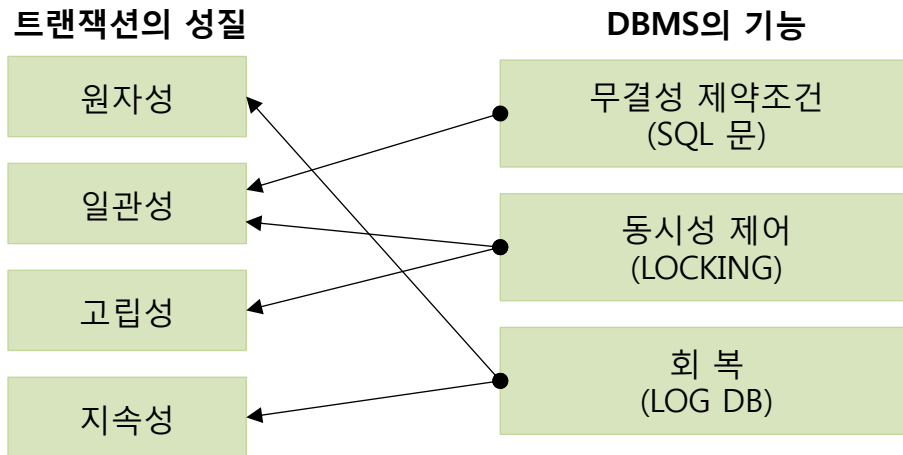 트랜잭션의 성질
DBMS의 기능
원자성
일관성
고립성
지속성
무결성 제약조건
(SQL 문)
동시성 제어
(LOCKING)
회 복
(LOG DB)